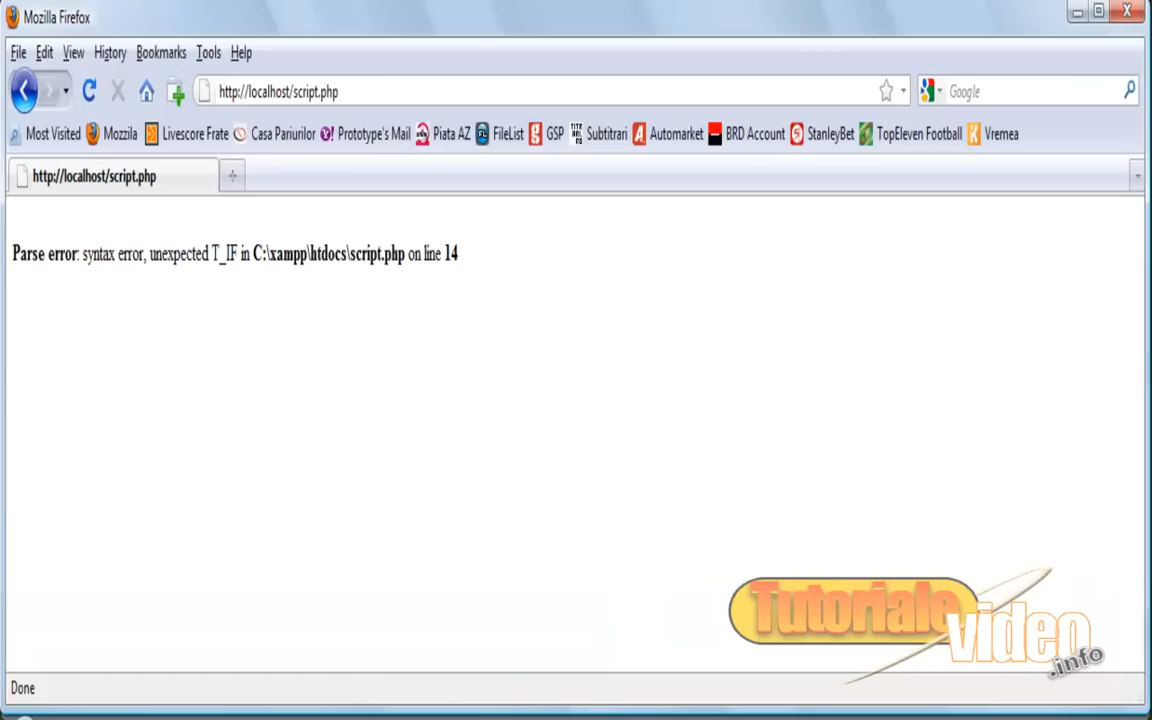 Mozilla Firefox
File Edit View History Bookmarks Tools Help
http://localhost/script.php Google
Most Visited Mozzila Livescore Frate Casa Pariurilor Prototype's Mail Piata AZ FileList GSP Subtitrari Automarket BRD Account StanleyBet TopEleven Football Vremea
http://localhost/script.php
Parse error: syntax error, unexpected T_IF in C:\xampp\htdocs\script.php on line 14
Tutoriale
video
.info
Done